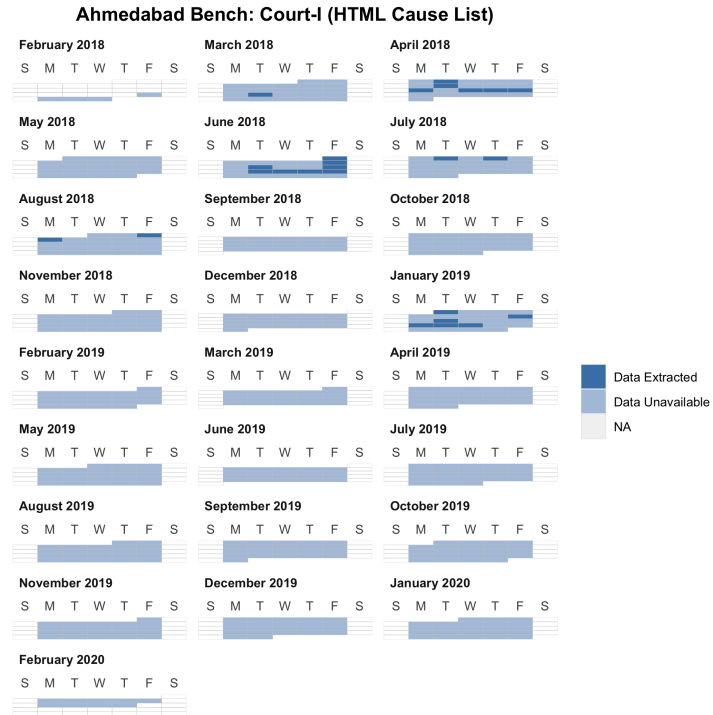 Ahmedabad Bench: Court-I (HTML Cause List)
February 2018 March 2018 April 2018
S M T W T F S S M T W T F S S M T W T F S
May 2018 June 2018 July 2018
S M T W T F S S M T W T F S S M T W T F S
August 2018 September 2018 October 2018
S M T W T F S S M T W T F S S M T W T F S
November 2018 December 2018 January 2019
S M T W T F S S M T W T F S S M T W T F S
February 2019 March 2019 April 2019
S M T W T F S S M T W T F S S M T W T F S
May 2019 June 2019 July 2019
S M T W T F S S M T W T F S S M T W T F S
August 2019 September 2019 October 2019
S M T W T F S S M T W T F S S M T W T F S
November 2019 December 2019 January 2020
S M T W T F S S M T W T F S S M T W T F S
February 2020
S M T W T F S
Data Extracted
Data Unavailable
NA